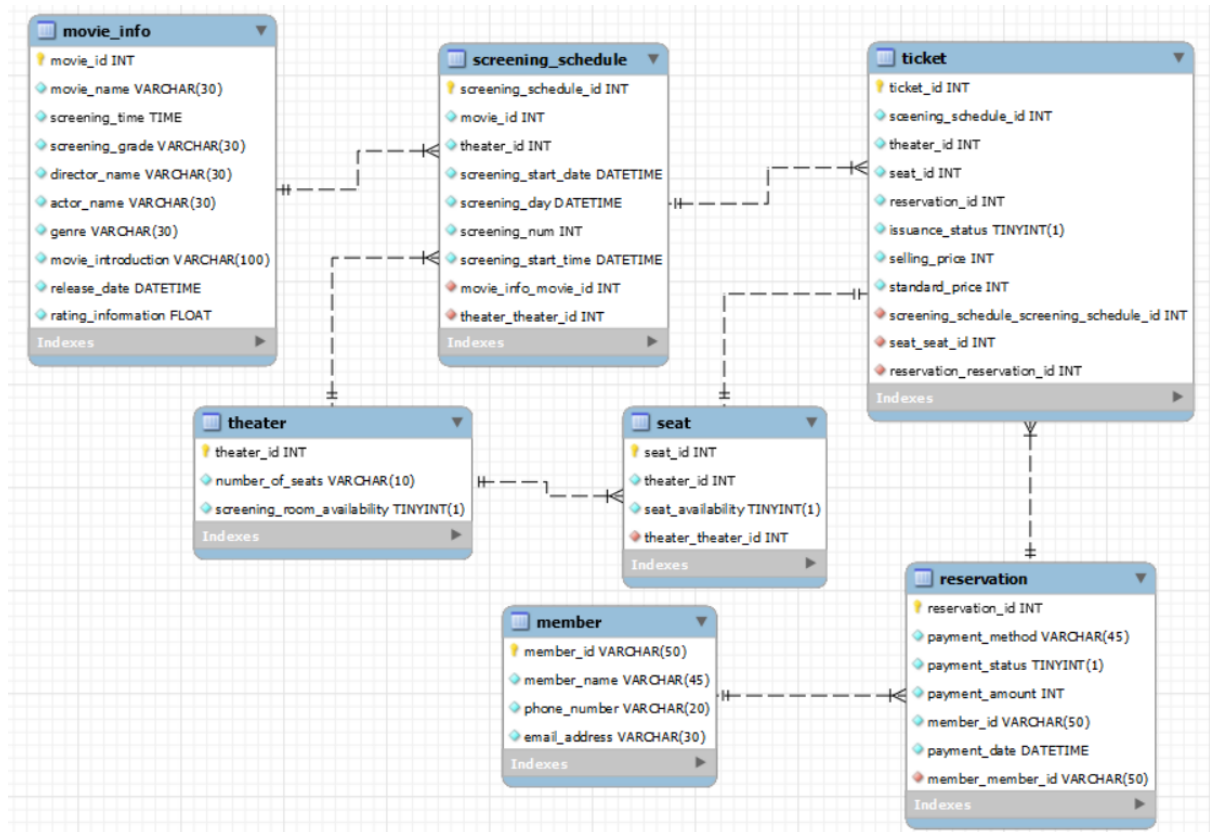 movie_info
movie_id INT
movie_name VARCHAR(30)
screening_time TIME
screening_grade VARCHAR(30)
director_name VARCHAR(30)
actor_name VARCHAR(30)
genre VARCHAR(30)
movie_introduction VARCHAR(100)
release_date DATETIME
rating_information FLOAT
Indexes
screening_schedule
screening_schedule_id INT
movie_id INT
theater_id INT
screening_start_date DATETIME
screening_day DATETIME
screening_num INT
screening_start_time DATETIME
movie_info_movie_id INT
theater_theater_id INT
Indexes
ticket
ticket_id INT
sceening_schedule_id INT
theater_id INT
seat_id INT
reservation_id INT
issuance_status TINYINT(1)
selling_price INT
standard_price INT
screening_schedule_screening_schedule_id INT
seat_seat_id INT
reservation_reservation_id INT
Indexes
theater
theater_id INT
number_of_seats VARCHAR(10)
screening_room_availability TINYINT(1)
Indexes
seat
seat_id INT
theater_id INT
seat_availability TINYINT(1)
theater_theater_id INT
Indexes
member
member_id VARCHAR(50)
member_name VARCHAR(45)
phone_number VARCHAR(20)
email_address VARCHAR(30)
Indexes
reservation
reservation_id INT
payment_method VARCHAR(45)
payment_status TINYINT(1)
payment_amount INT
member_id VARCHAR(50)
payment_date DATETIME
member_member_id VARCHAR(50)
Indexes